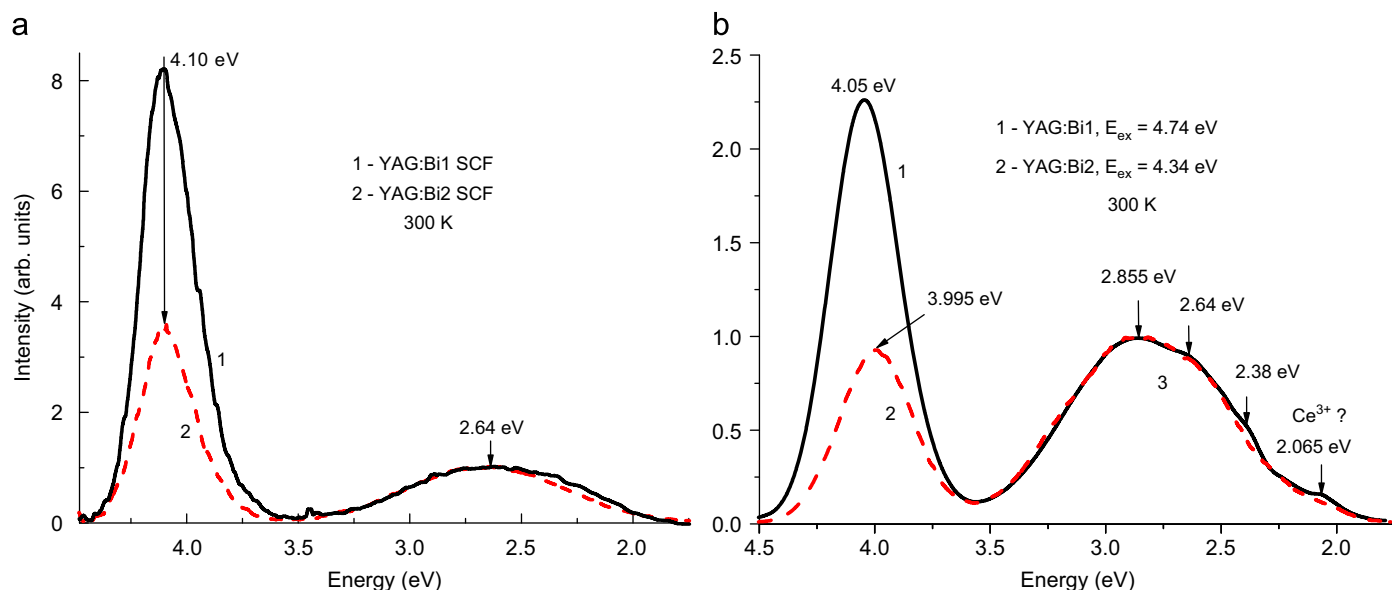 a
4.10 eV
8
6
4
2
0
Intensity (arb. units)
1 - YAG:Bi1 SCF
2 - YAG:Bi2 SCF
300 K
1
2
2.64 eV
4.0
3.5
3.0
2.5
2.0
Energy (eV)
b
2.5
2.0
1.5
1.0
0.5
0.0
4.05 eV
1 - YAG:Bi1, Eex = 4.74 eV
2 - YAG:Bi2, Eex = 4.34 eV
300 K
1
3.995 eV
2.855 eV
2.64 eV
2.38 eV
2
3
Ce3+ ?
2.065 eV
4.5
4.0
3.5
3.0
2.5
2.0
Energy (eV)